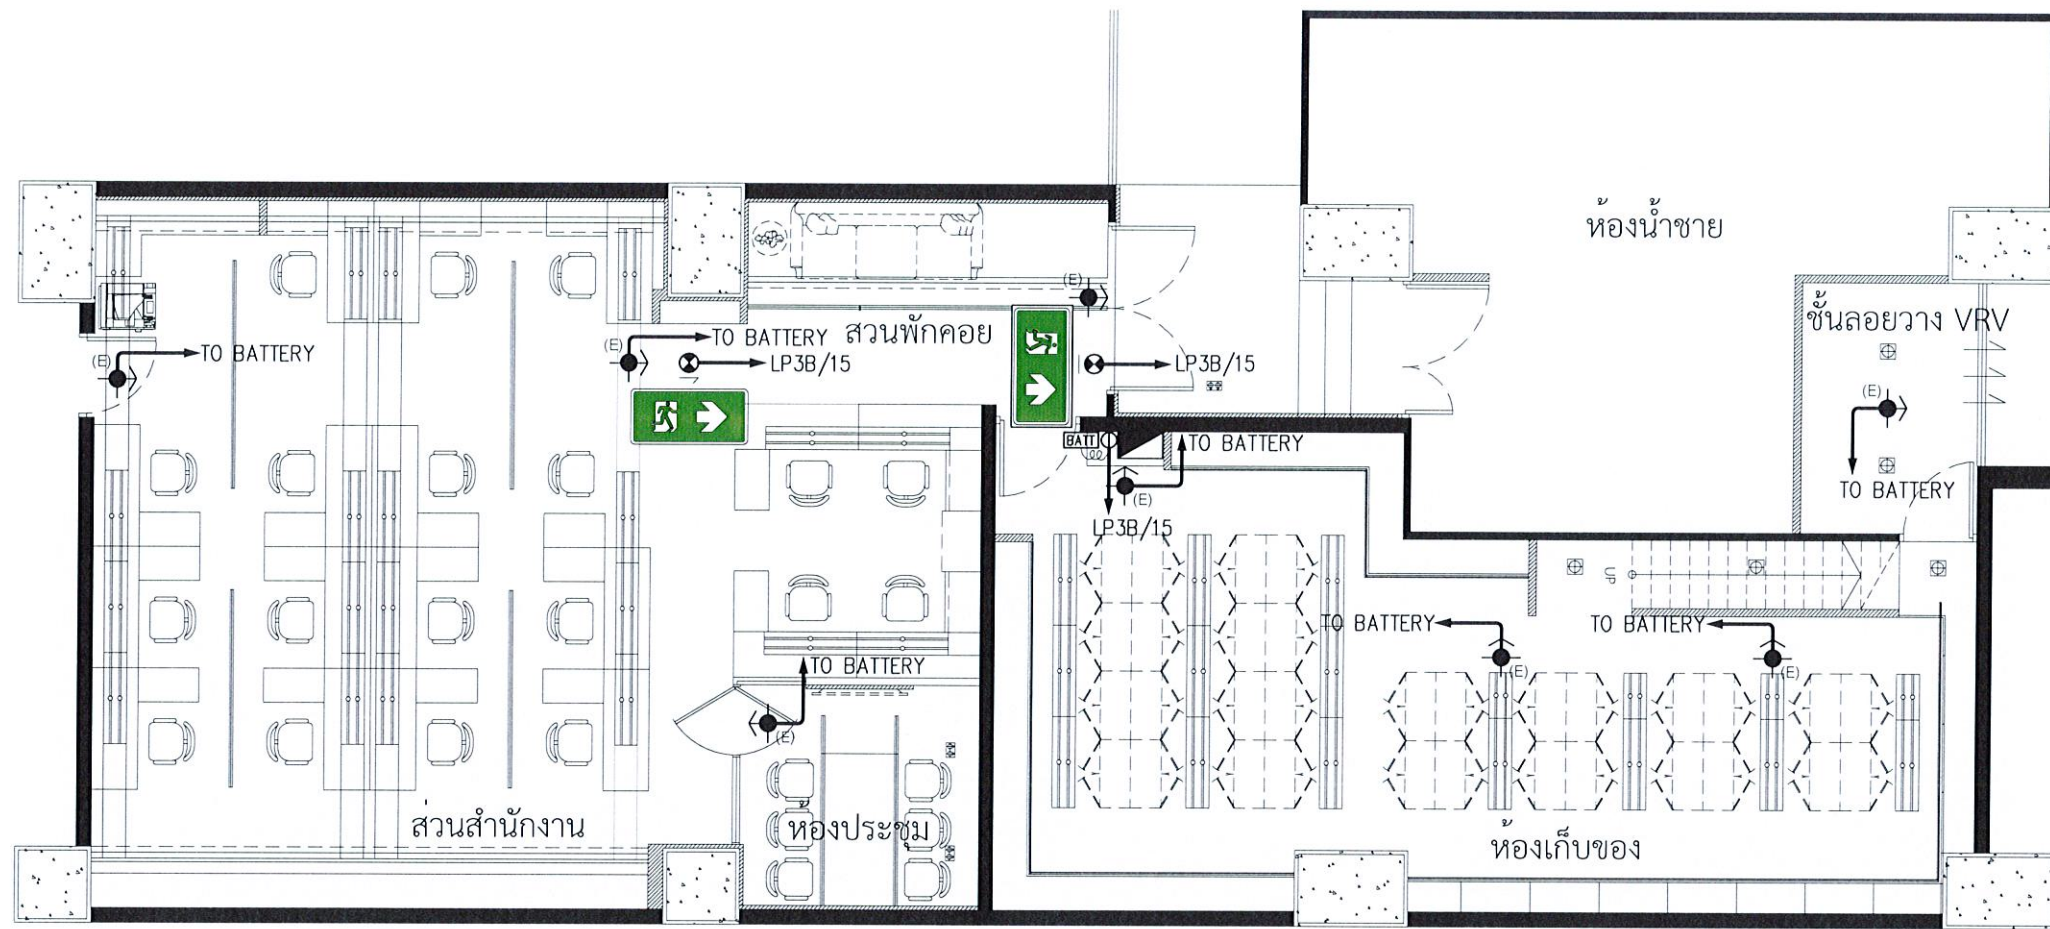 ห้องน้ำชาย
(E)
ชั้นลอยวาง VRV
TO BATTERY
สวนพักคอย
(E)
TO BATTERY
(E)
LP3B/15
LP3B/15
(E)
TO BATTERY
BATT
TO BATTERY
(E)
LP3B/15
UP
TO BATTERY
(E)
TO BATTERY
(E)
TO BATTERY
(E)
ส่วนสำนักงาน
ห้องประชุม
ห้องเก็บของ